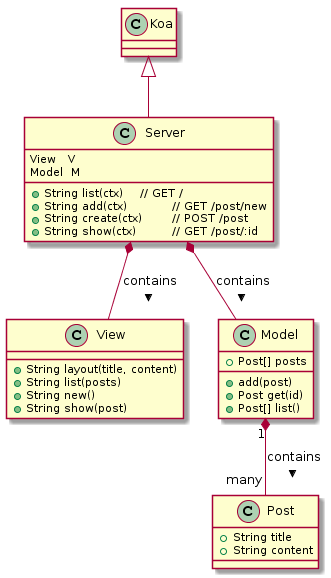 C Koa
C Server
View V
Model M
String list(ctx) // GET /
String add(ctx) // GET /post/new
String create(ctx) // POST /post
String show(ctx) // GET /post/:id
contains
contains
C View
String layout(title, content)
String list(posts)
String new()
String show(post)
C Model
Post[] posts
add(post)
Post get(id)
Post[] list()
1
contains
many
C Post
String title
String content